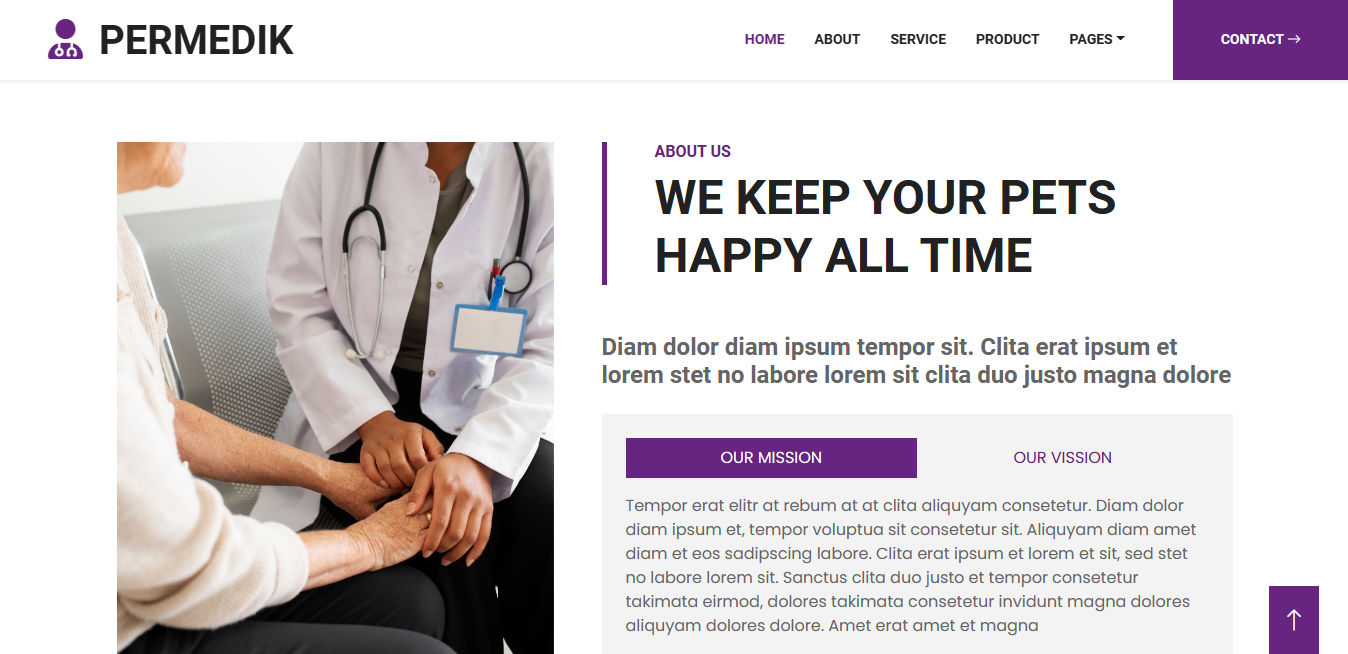 PERMEDIK
HOME
ABOUT
SERVICE
PRODUCT
PAGES
CONTACT →
ABOUT US
WE KEEP YOUR PETS
HAPPY ALL TIME
Diam dolor diam ipsum tempor sit. Clita erat ipsum et
lorem stet no labore lorem sit clita duo justo magna dolore
OUR MISSION
OUR VISSION
Tempor erat elitr at rebum at at clita aliquyam consetetur. Diam dolor
diam ipsum et, tempor voluptua sit consetetur sit. Aliquyam diam amet
diam et eos sadipscing labore. Clita erat ipsum et lorem et sit, sed stet
no labore lorem sit. Sanctus clita duo justo et tempor consetetur
takimata eirmod, dolores takimata consetetur invidunt magna dolores
aliquyam dolores dolore. Amet erat amet et magna